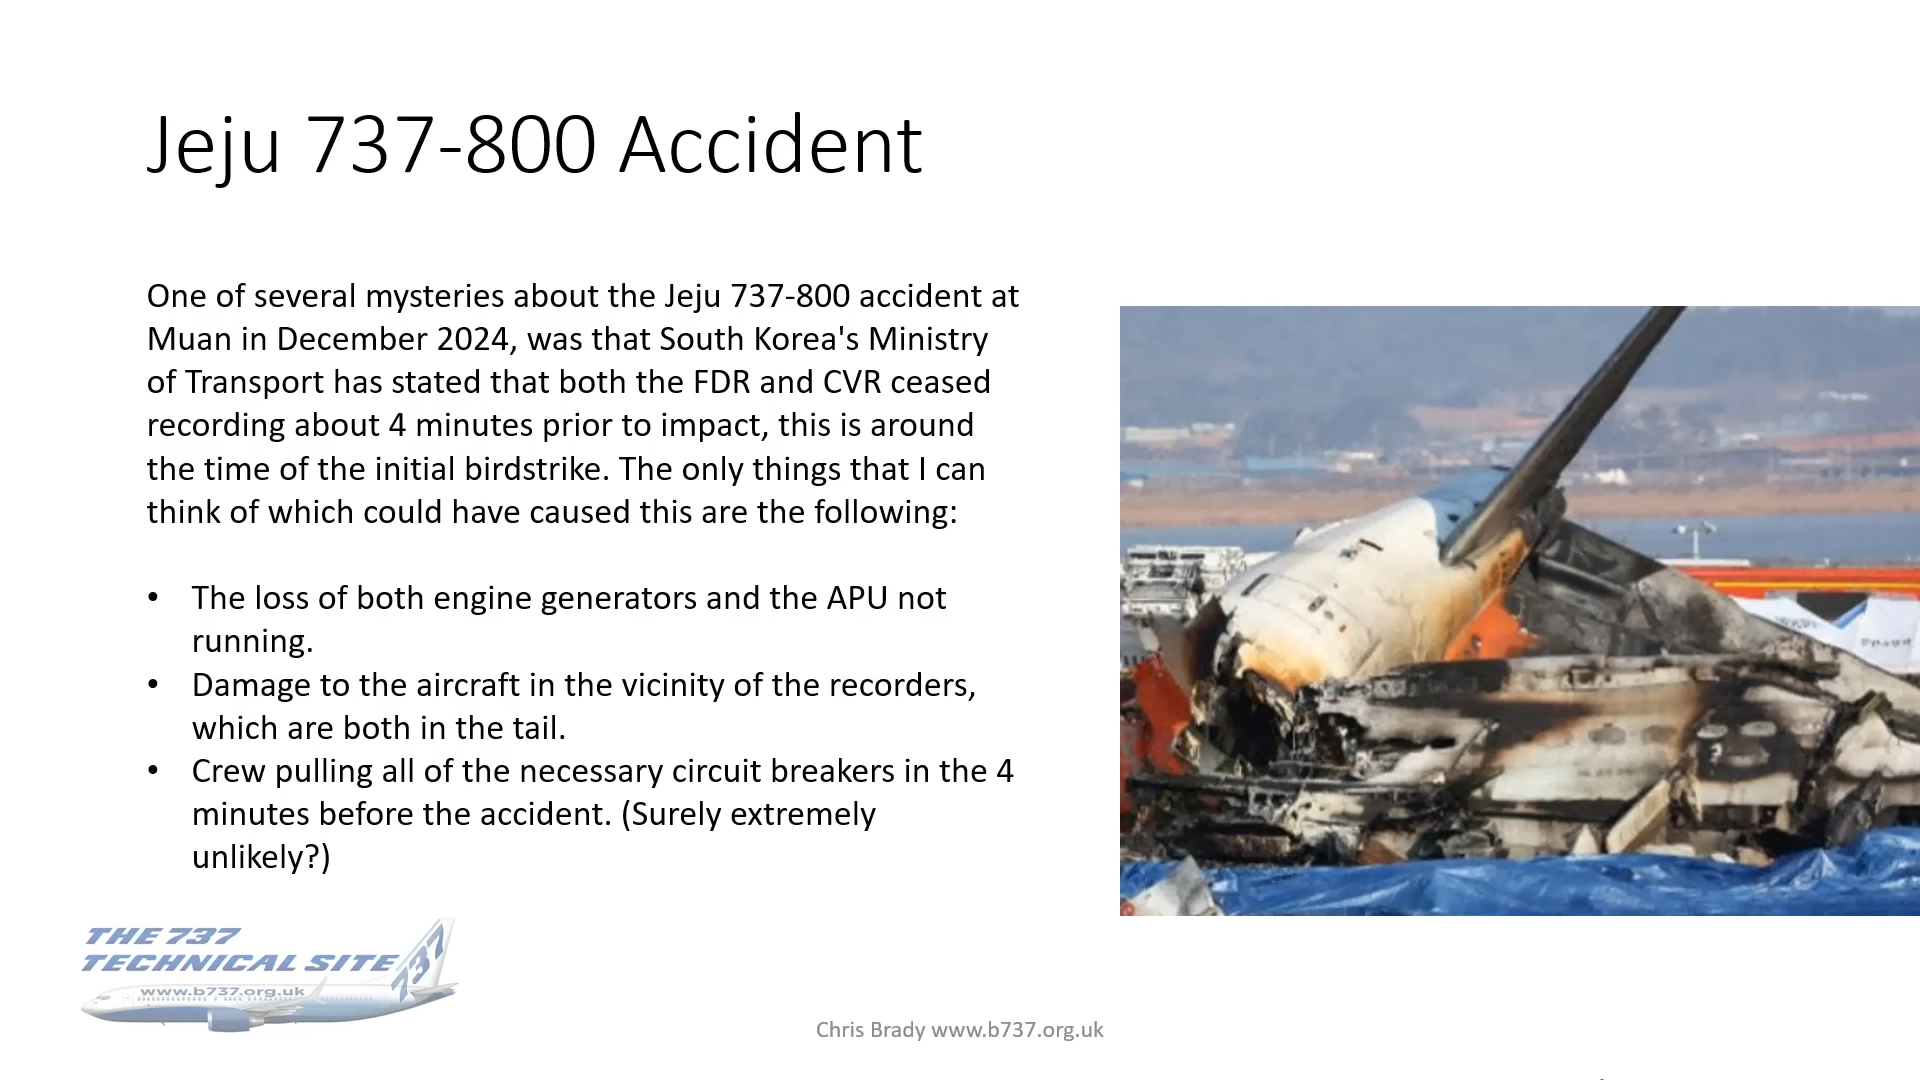 Jeju 737-800 Accident
One of several mysteries about the Jeju 737-800 accident at
Muan in December 2024, was that South Korea's Ministry
of Transport has stated that both the FDR and CVR ceased
recording about 4 minutes prior to impact, this is around
the time of the initial birdstrike. The only things that I can
think of which could have caused this are the following:
• The loss of both engine generators and the APU not
running.
• Damage to the aircraft in the vicinity of the recorders,
which are both in the tail.
• Crew pulling all of the necessary circuit breakers in the 4
minutes before the accident. (Surely extremely
unlikely?)
THE 737
TECHNICAL SITE
737
www.b737.org.uk
Chris Brady www.b737.org.uk